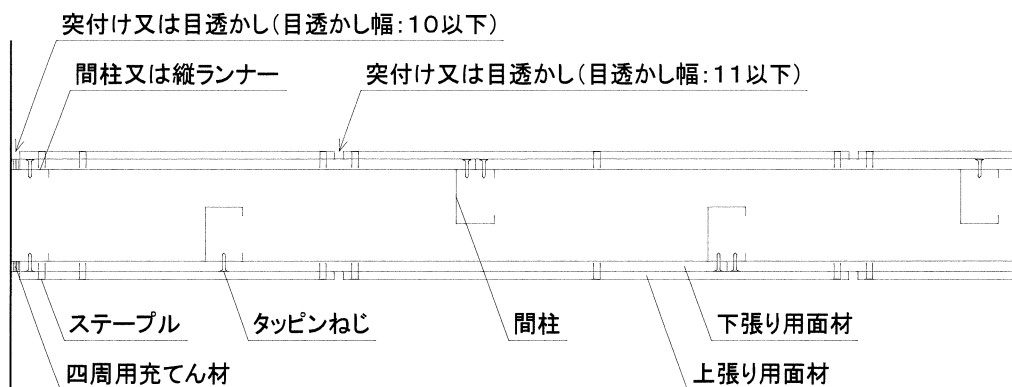 突付け又は目透かし(目透かし幅:10以下)
間柱又は縦ランナー
突付け又は目透かし(目透かし幅:11以下)
ステープル
タッピンねじ
間柱
下張り用面材
四周用充てん材
上張り用面材